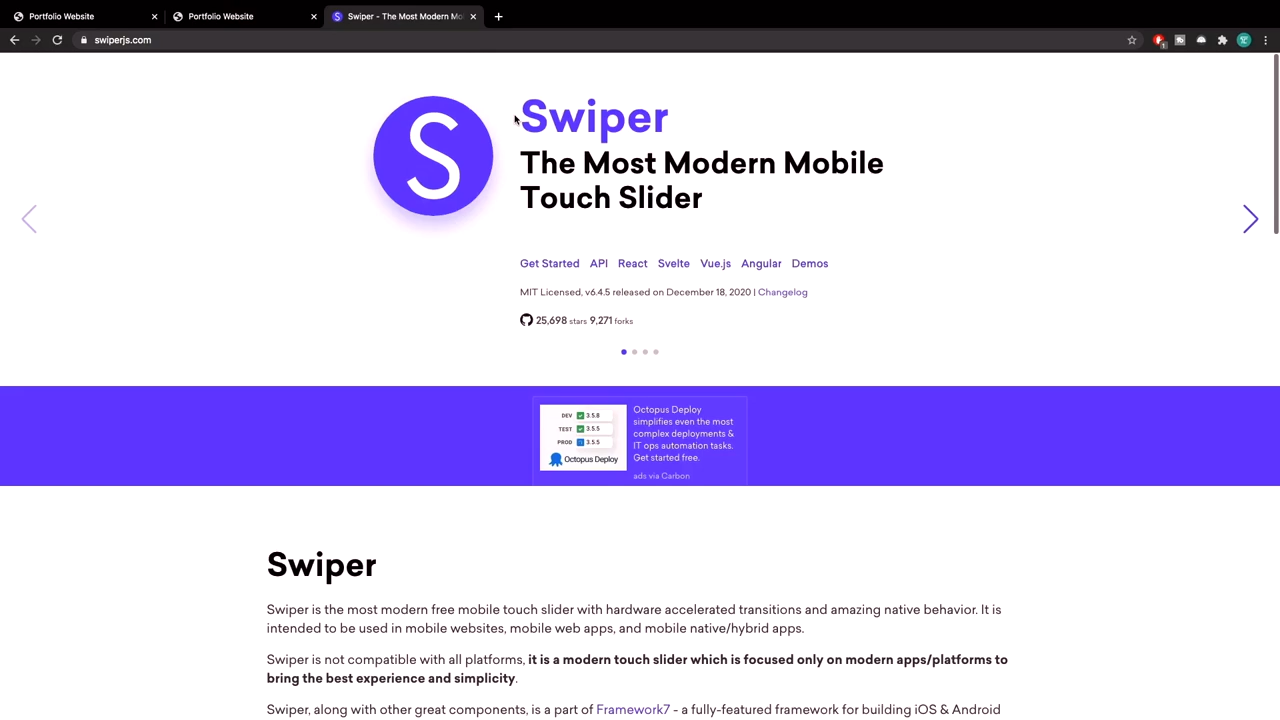 Portfolio Website
Portfolio Website
Swiper - The Most Modern Mo
swiperjs.com
1
S
Swiper
The Most Modern Mobile
Touch Slider
Get Started API React Svelte Vue.js Angular Demos
MIT Licensed, v6.4.5 released on December 18, 2020 | Changelog
25,698 stars 9,271 forks
DEV 3.5.8
TEST 3.5.5
PROD 3.5.5
Octopus Deploy
Octopus Deploy
simplifies even the most
complex deployments &
IT ops automation tasks.
Get started free.
ads via Carbon
Swiper
Swiper is the most modern free mobile touch slider with hardware accelerated transitions and amazing native behavior. It is
intended to be used in mobile websites, mobile web apps, and mobile native/hybrid apps.
Swiper is not compatible with all platforms, it is a modern touch slider which is focused only on modern apps/platforms to
bring the best experience and simplicity.
Swiper, along with other great components, is a part of Framework7 - a fully-featured framework for building iOS & Android